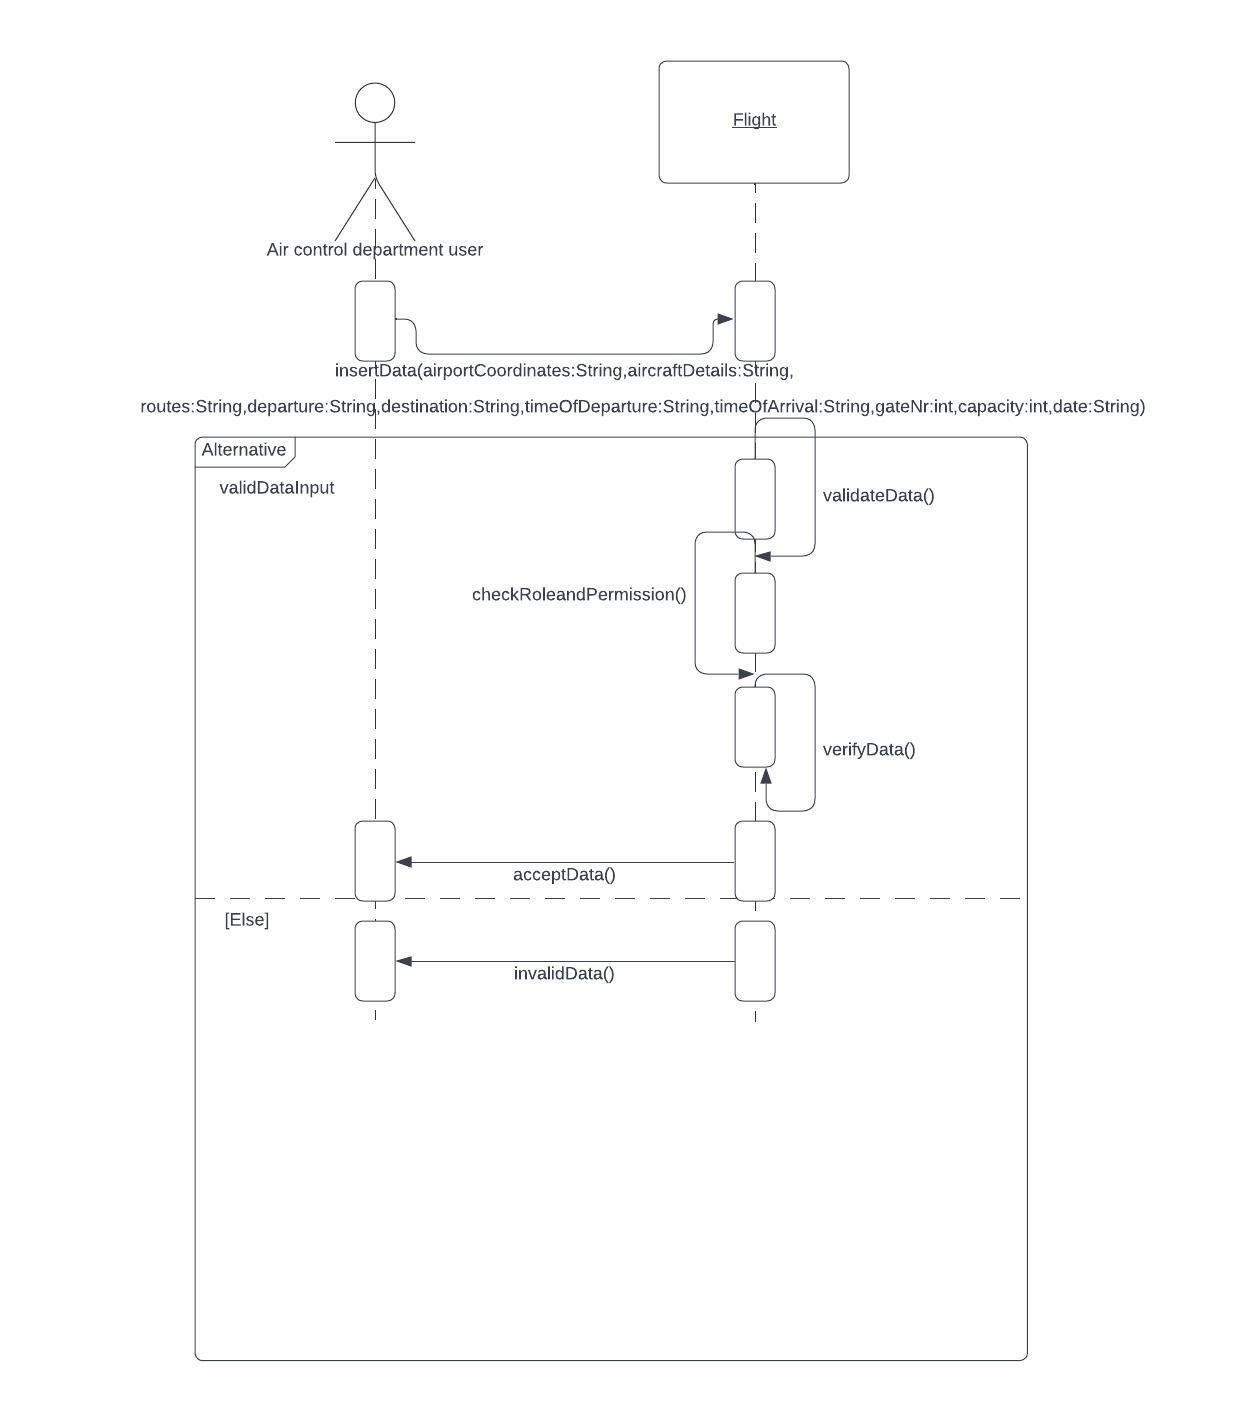 Flight
Air control department user
insertData(airportCoordinates:String,aircraftDetails:String,
routes:String,departure:String,destination:String,timeOfDeparture:String,timeOfArrival:String,gateNr:int,capacity:int,date:String)
Alternative
validDataInput
validateData()
checkRoleandPermission()
verifyData()
acceptData()
[Else]
invalidData()